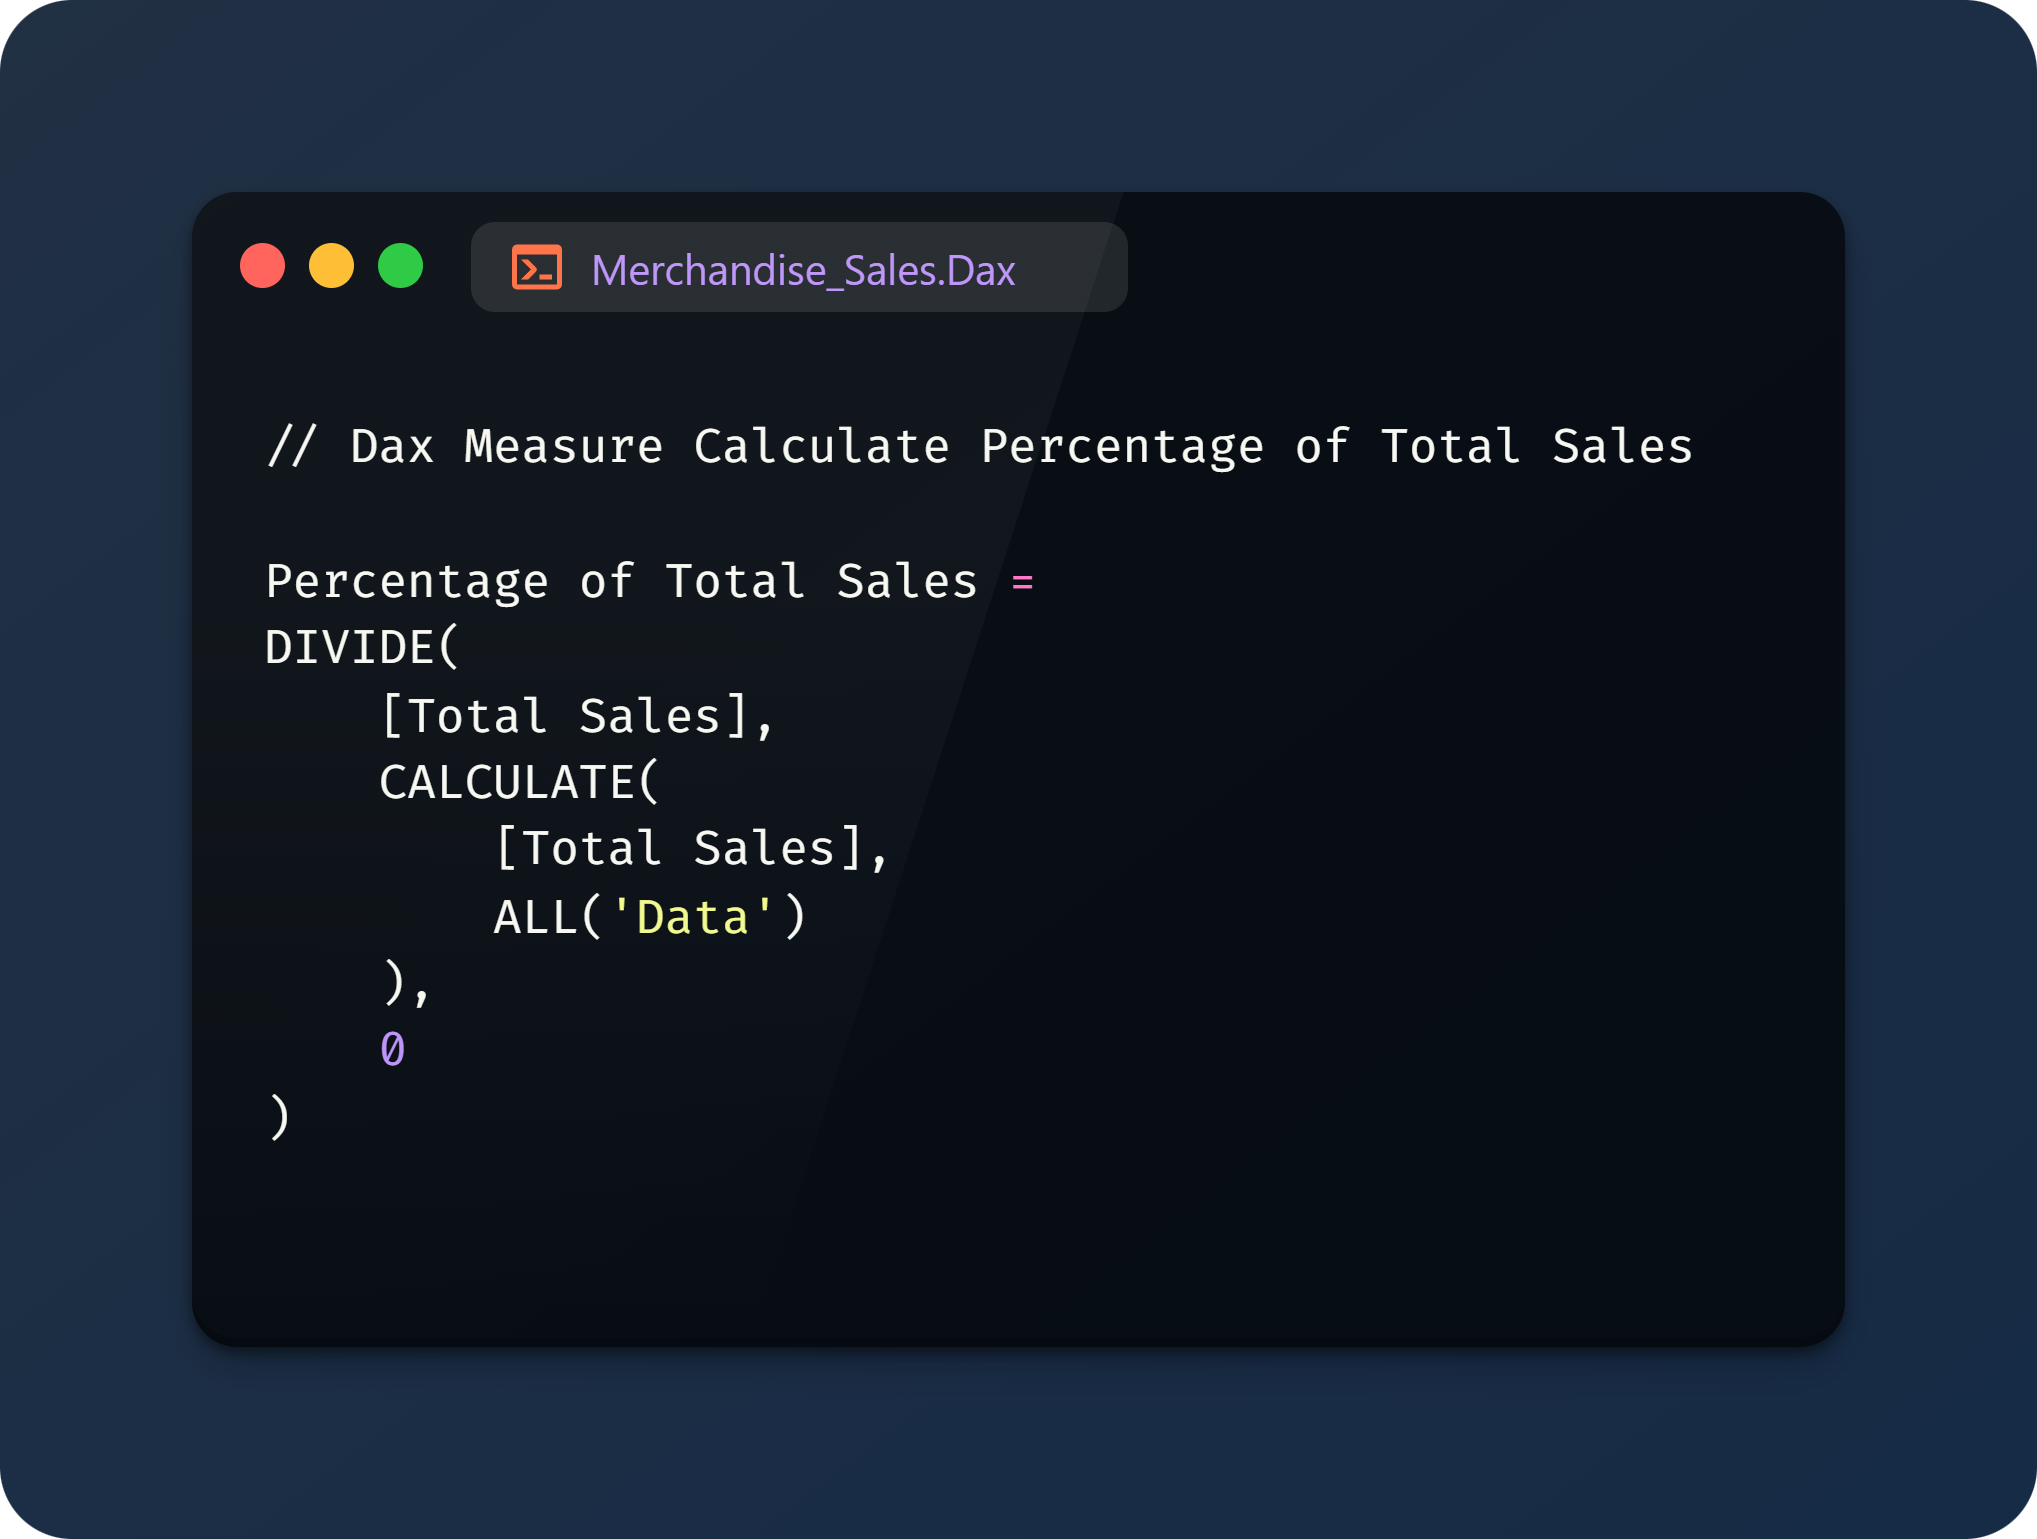 Merchandise_Sales.Dax
// Dax Measure Calculate Percentage of Total Sales
Percentage of Total Sales =
DIVIDE(
    [Total Sales],
    CALCULATE(
        [Total Sales],
        ALL('Data')
    ),
    0
)